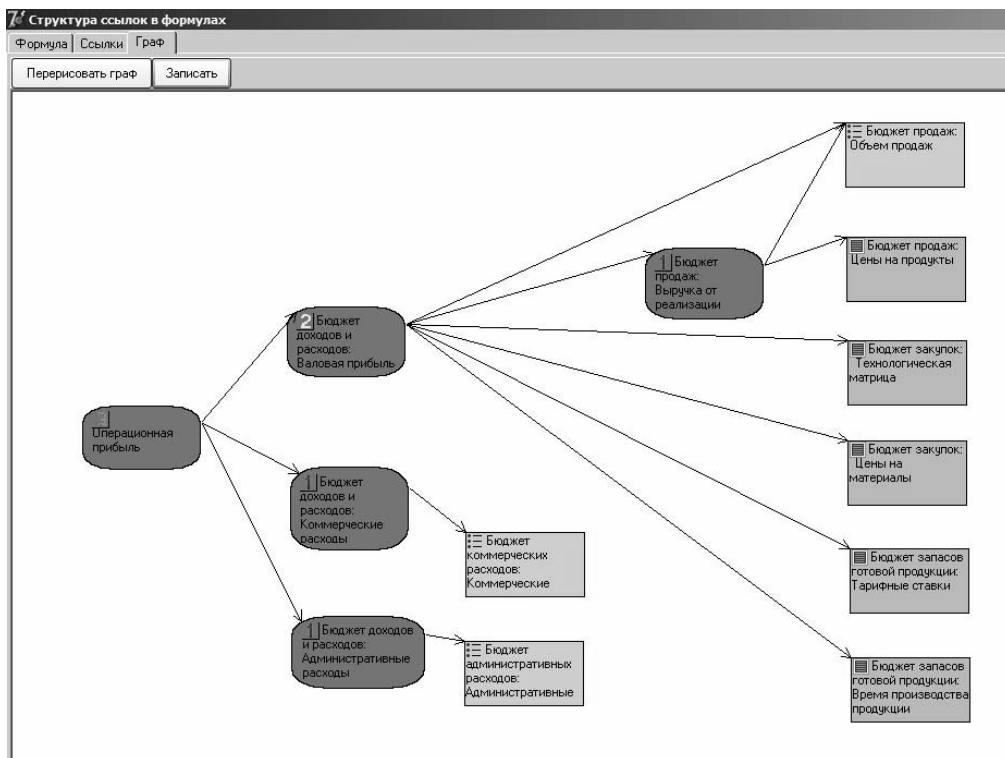 Структура ссылок в формулах
Формула Ссылки Граф
Перерисовать граф Записать
Бюджет продаж:
Объем продаж
Бюджет продаж:
Цены на продукты
1 Бюджет
продаж:
Выручка от
реализации
2 Бюджет
доходов и
расходов:
Валовая прибыль
Бюджет закупок:
Технологическая
матрица
Операционная
прибыль
Бюджет закупок:
Цены на
материалы
1 Бюджет
доходов и
расходов:
Коммерческие
расходы
Бюджет
коммерческих
расходов:
Коммерческие
Бюджет запасов
готовой продукции:
Тарифные ставки
1 Бюджет доходов
и расходов:
Административные
расходы
Бюджет
административных
расходов:
Административные
Бюджет запасов
готовой продукции:
Время производства
продукции